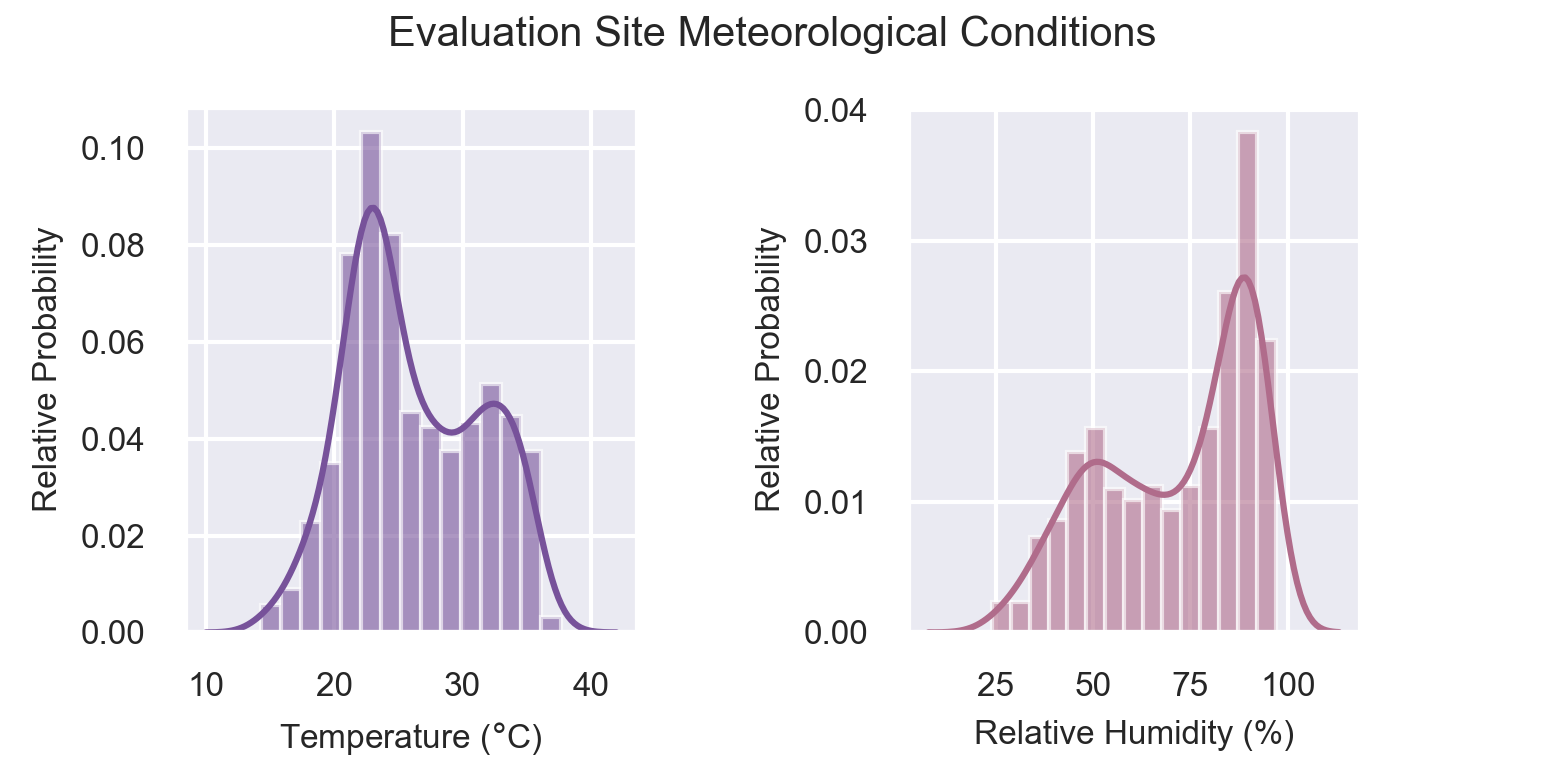 Evaluation Site Meteorological Conditions
Relative Probability
0.10
0.08
0.06
0.04
0.02
0.00
10 20 30 40
Temperature (°C)
Relative Probability
0.04
0.03
0.02
0.01
0.00
25 50 75 100
Relative Humidity (%)